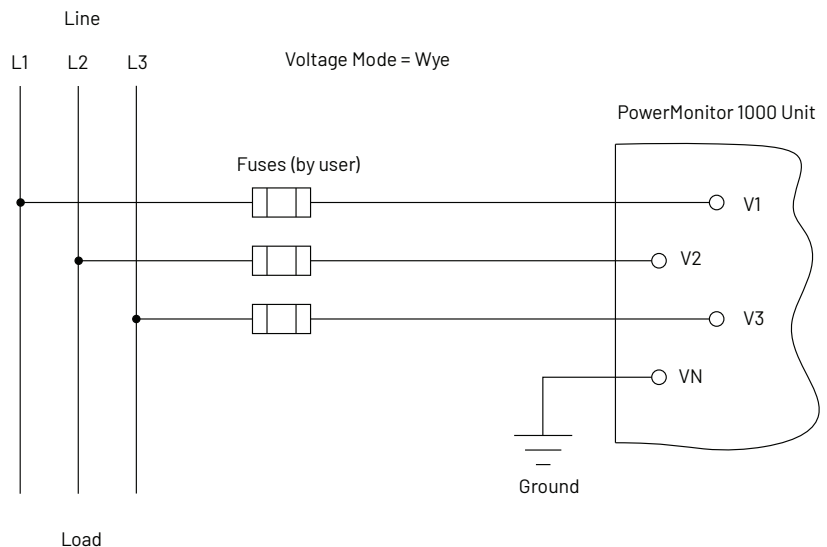 Line
L1 L2 L3
Voltage Mode = Wye
PowerMonitor 1000 Unit
Fuses (by user)
V1
V2
V3
VN
Ground
Load